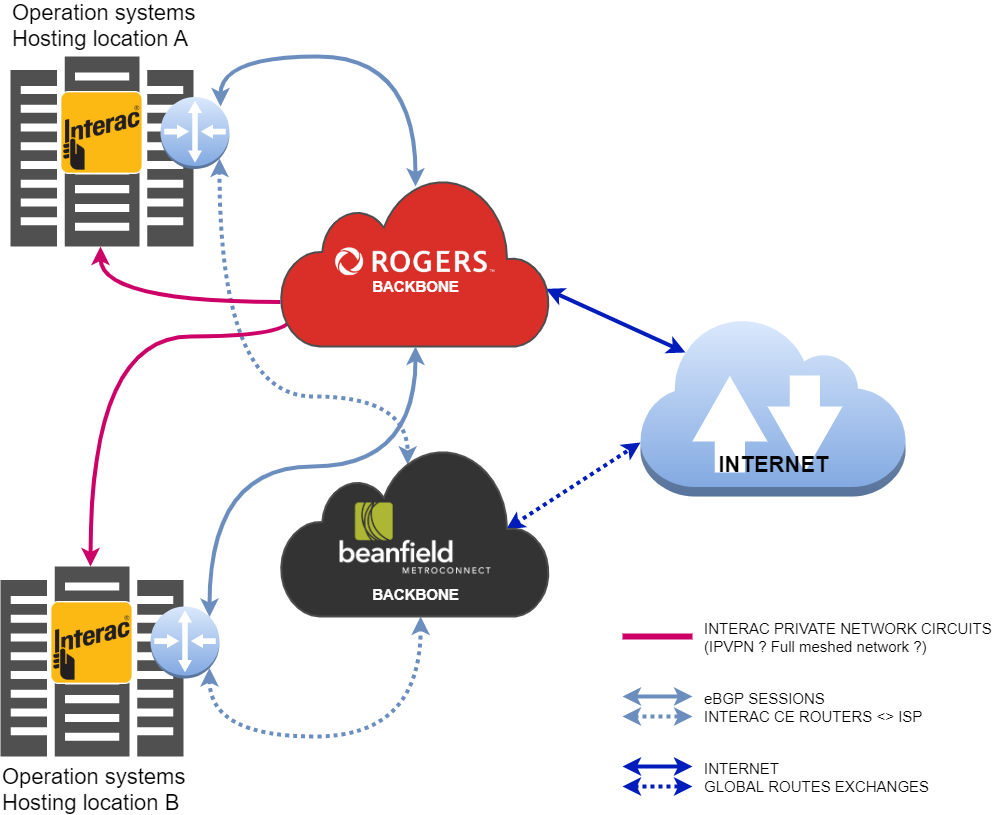 Operation systems
Hosting location A
Interac®
ROGERS™
BACKBONE
INTERNET
beanfield
METROCONNECT
BACKBONE
Interac®
Operation systems
Hosting location B
INTERAC PRIVATE NETWORK CIRCUITS
(IPVPN ? Full meshed network ?)
eBGP SESSIONS
INTERAC CE ROUTERS <> ISP
INTERNET
GLOBAL ROUTES EXCHANGES